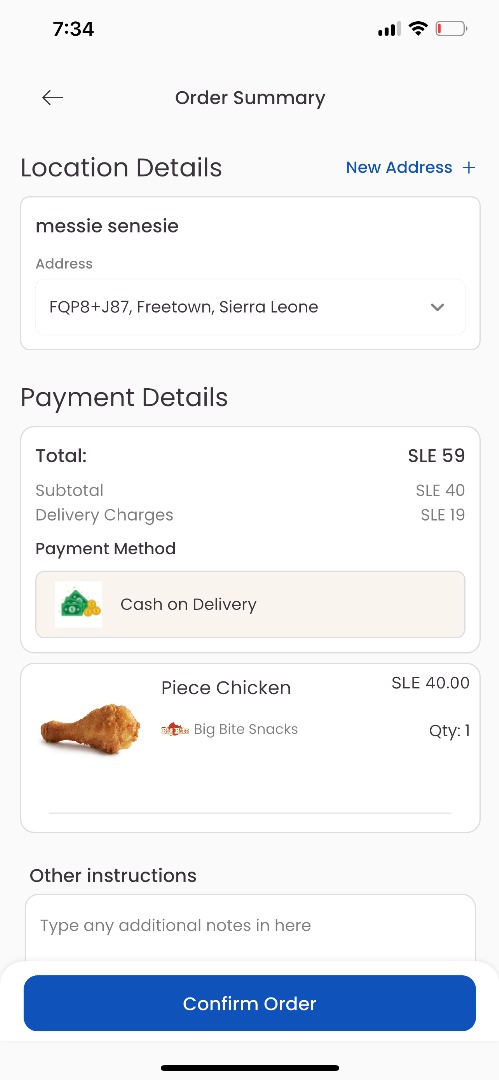 7:34
Order Summary
Location Details
New Address +
messie senesie
Address
FQP8+J87, Freetown, Sierra Leone
Payment Details
Total: SLE 59
Subtotal SLE 40
Delivery Charges SLE 19
Payment Method
Cash on Delivery
Piece Chicken SLE 40.00
Big Bite Snacks
Qty: 1
Other instructions
Type any additional notes in here
Confirm Order